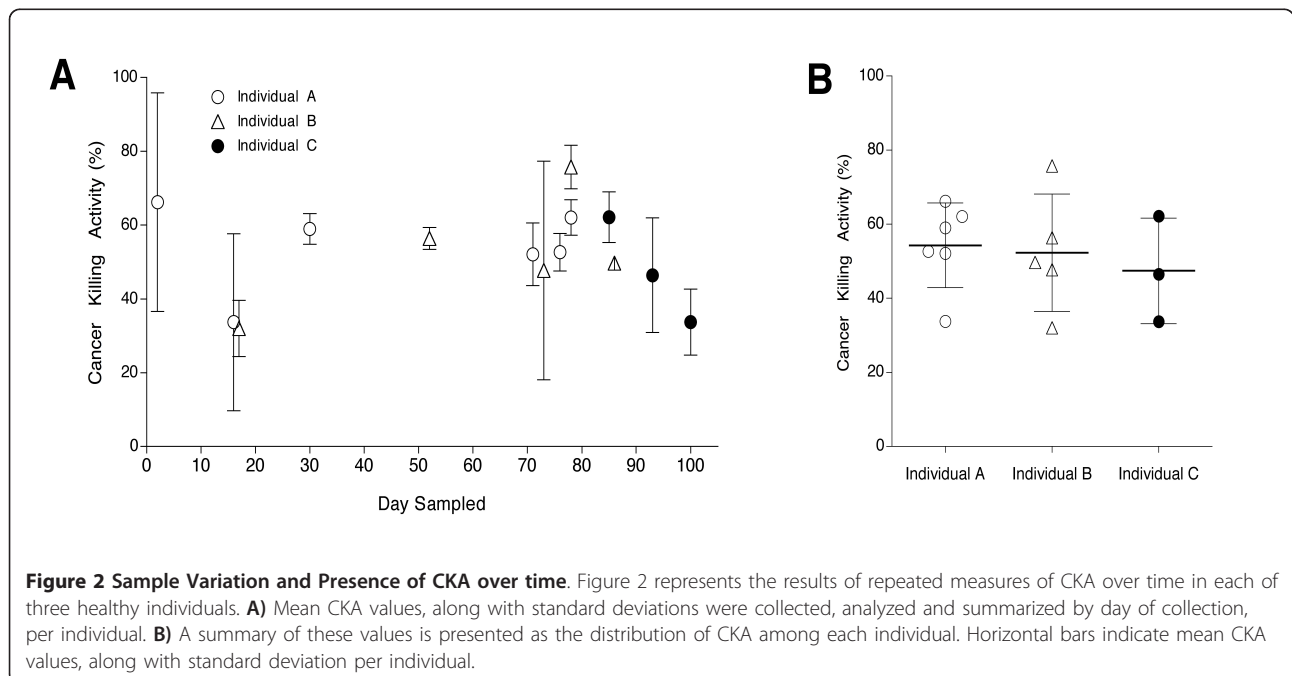 A
100
80
60
40
20
0
Cancer Killing Activity (%)
Individual A
Individual B
Individual C
0 10 20 30 40 50 60 70 80 90 100
Day Sampled
B
100
80
60
40
20
0
Cancer Killing Activity (%)
Individual A Individual B Individual C
Figure 2 Sample Variation and Presence of CKA over time. Figure 2 represents the results of repeated measures of CKA over time in each of
three healthy individuals. A) Mean CKA values, along with standard deviations were collected, analyzed and summarized by day of collection,
per individual. B) A summary of these values is presented as the distribution of CKA among each individual. Horizontal bars indicate mean CKA
values, along with standard deviation per individual.